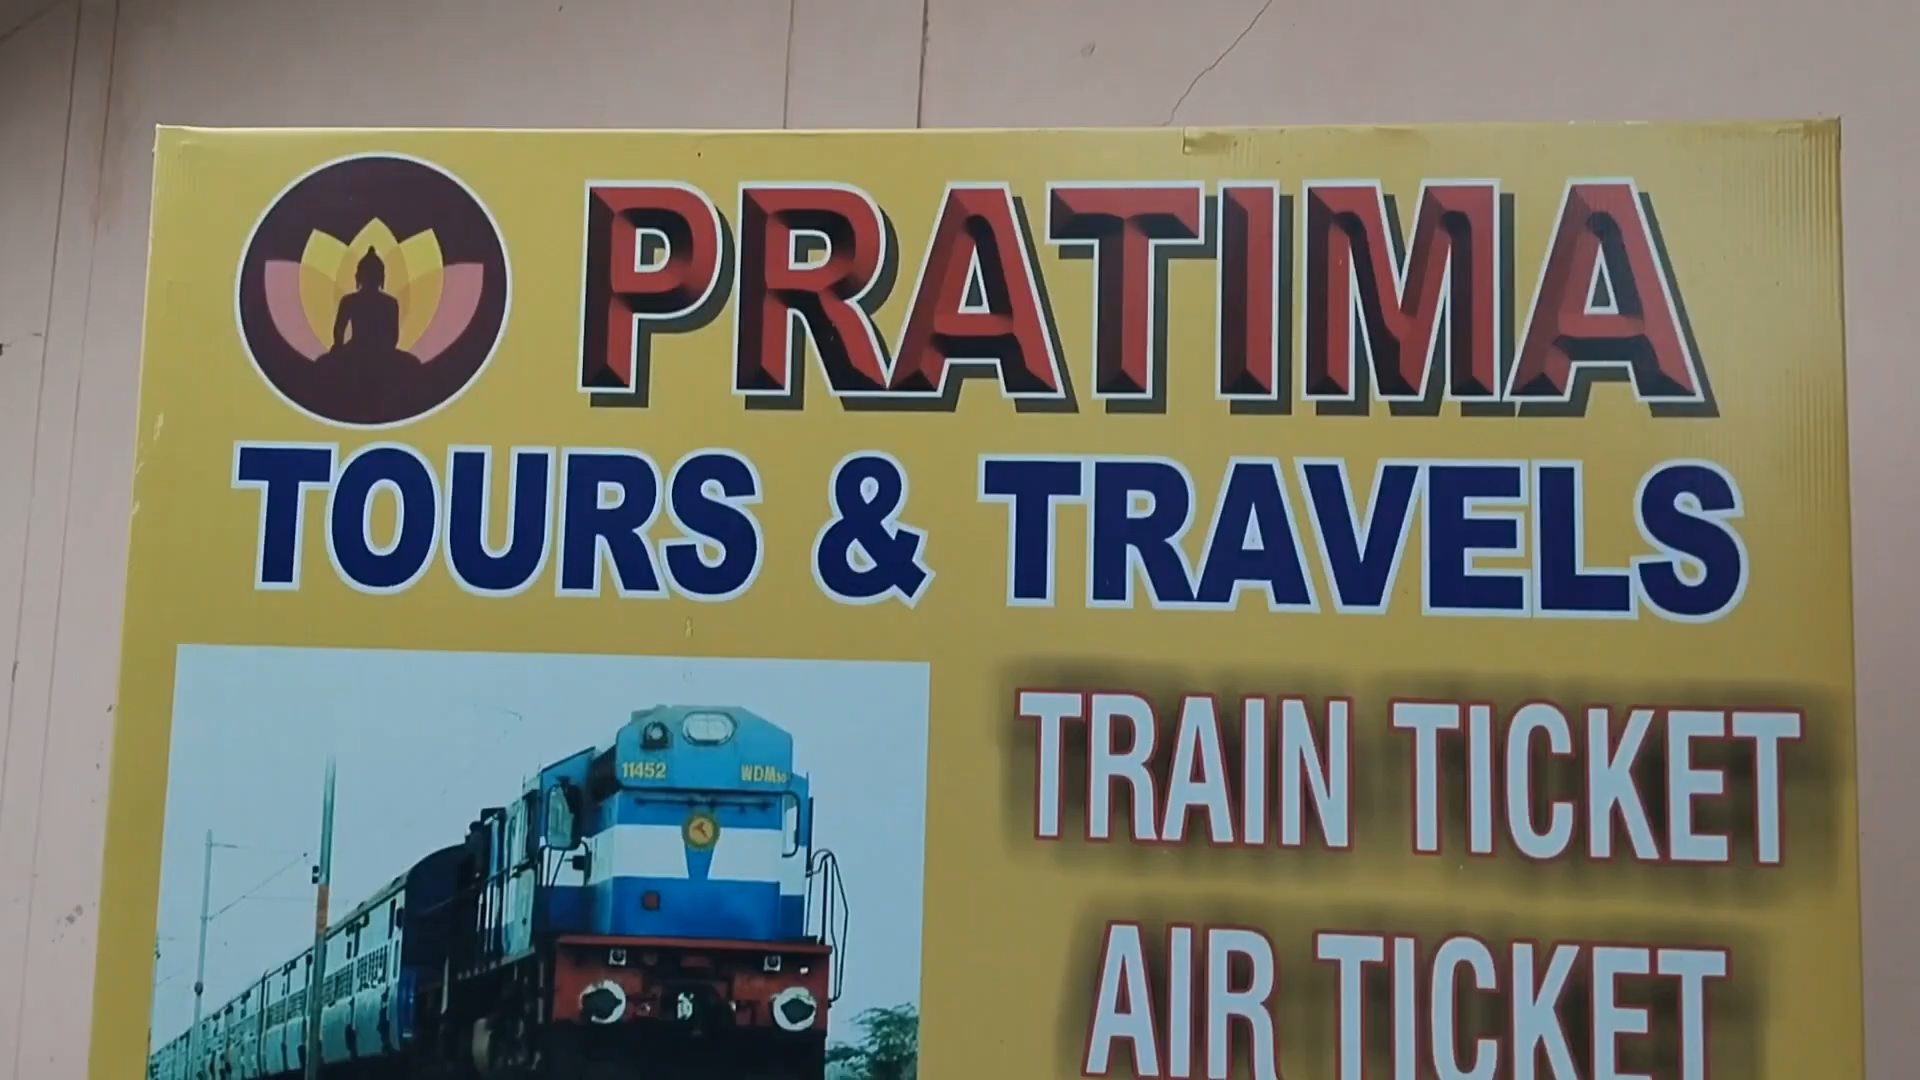 PRATIMA
TOURS & TRAVELS
11452 WDM
TRAIN TICKET
AIR TICKET